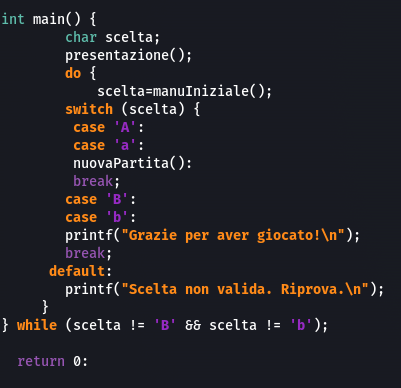 int main() {
char scelta;
presentazione();
do {
scelta=manuIniziale();
switch (scelta) {
case 'A':
case 'a':
nuovaPartita():
break;
case 'B':
case 'b':
printf("Grazie per aver giocato!\n");
break;
default:
printf("Scelta non valida. Riprova.\n");
}
} while (scelta != 'B' && scelta != 'b');
return 0: